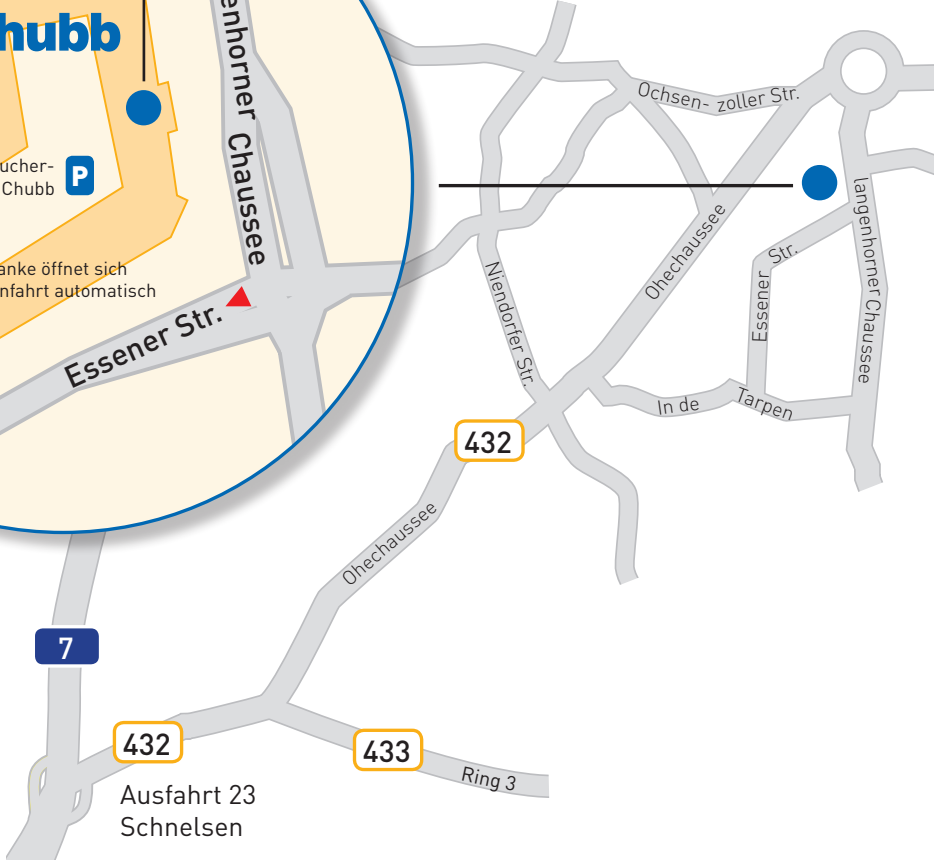 hubb
enhorner Chaussee
ucher-
Chubb
P
anke öffnet sich
nfahrt automatisch
Essener Str.
Ochsen- zoller Str.
langenhorner Chaussee
Ohechaussee
Essener Str.
Niendorfer Str.
In de Tarpen
432
Ohechaussee
7
432
433
Ring 3
Ausfahrt 23
Schnelsen